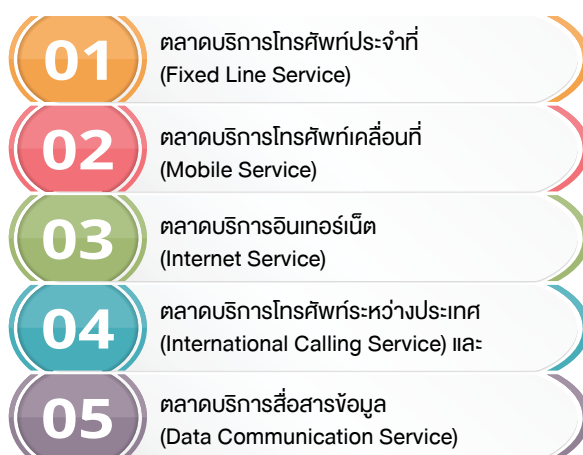 01
ตลาดบริการโทรศัพท์ประจำที่
(Fixed Line Service)
02
ตลาดบริการโทรศัพท์เคลื่อนที่
(Mobile Service)
03
ตลาดบริการอินเทอร์เน็ต
(Internet Service)
04
ตลาดบริการโทรศัพท์ระหว่างประเทศ
(International Calling Service) และ
05
ตลาดบริการสื่อสารข้อมูล
(Data Communication Service)